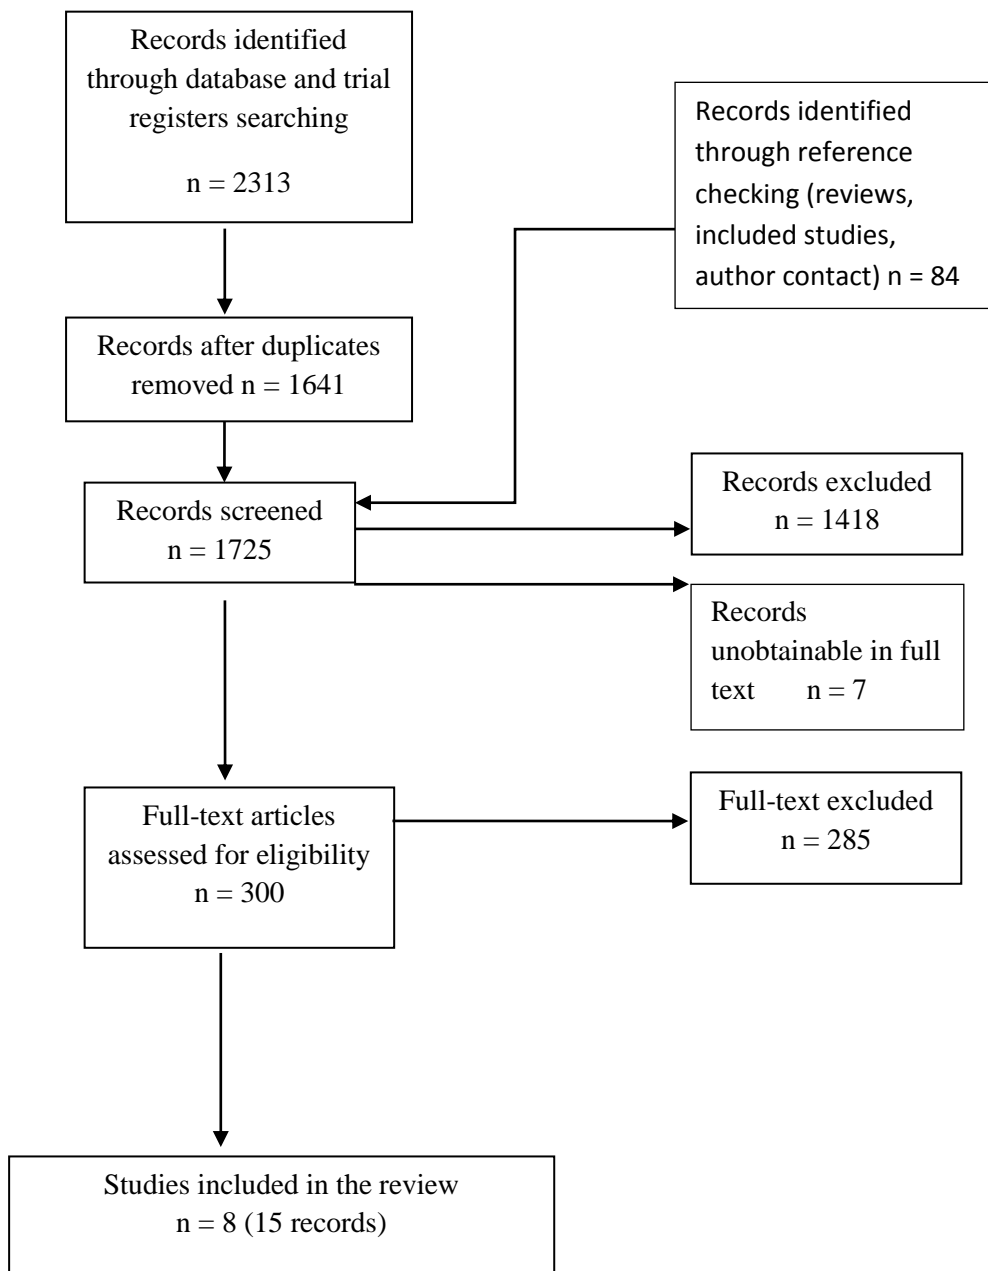 Records identified
through database and trial
registers searching
n = 2313
Records identified
through reference
checking (reviews,
included studies,
author contact) n = 84
Records after duplicates
removed n = 1641
Records screened
n = 1725
Records excluded
n = 1418
Records
unobtainable in full
text n = 7
Full-text articles
assessed for eligibility
n = 300
Full-text excluded
n = 285
Studies included in the review
n = 8 (15 records)